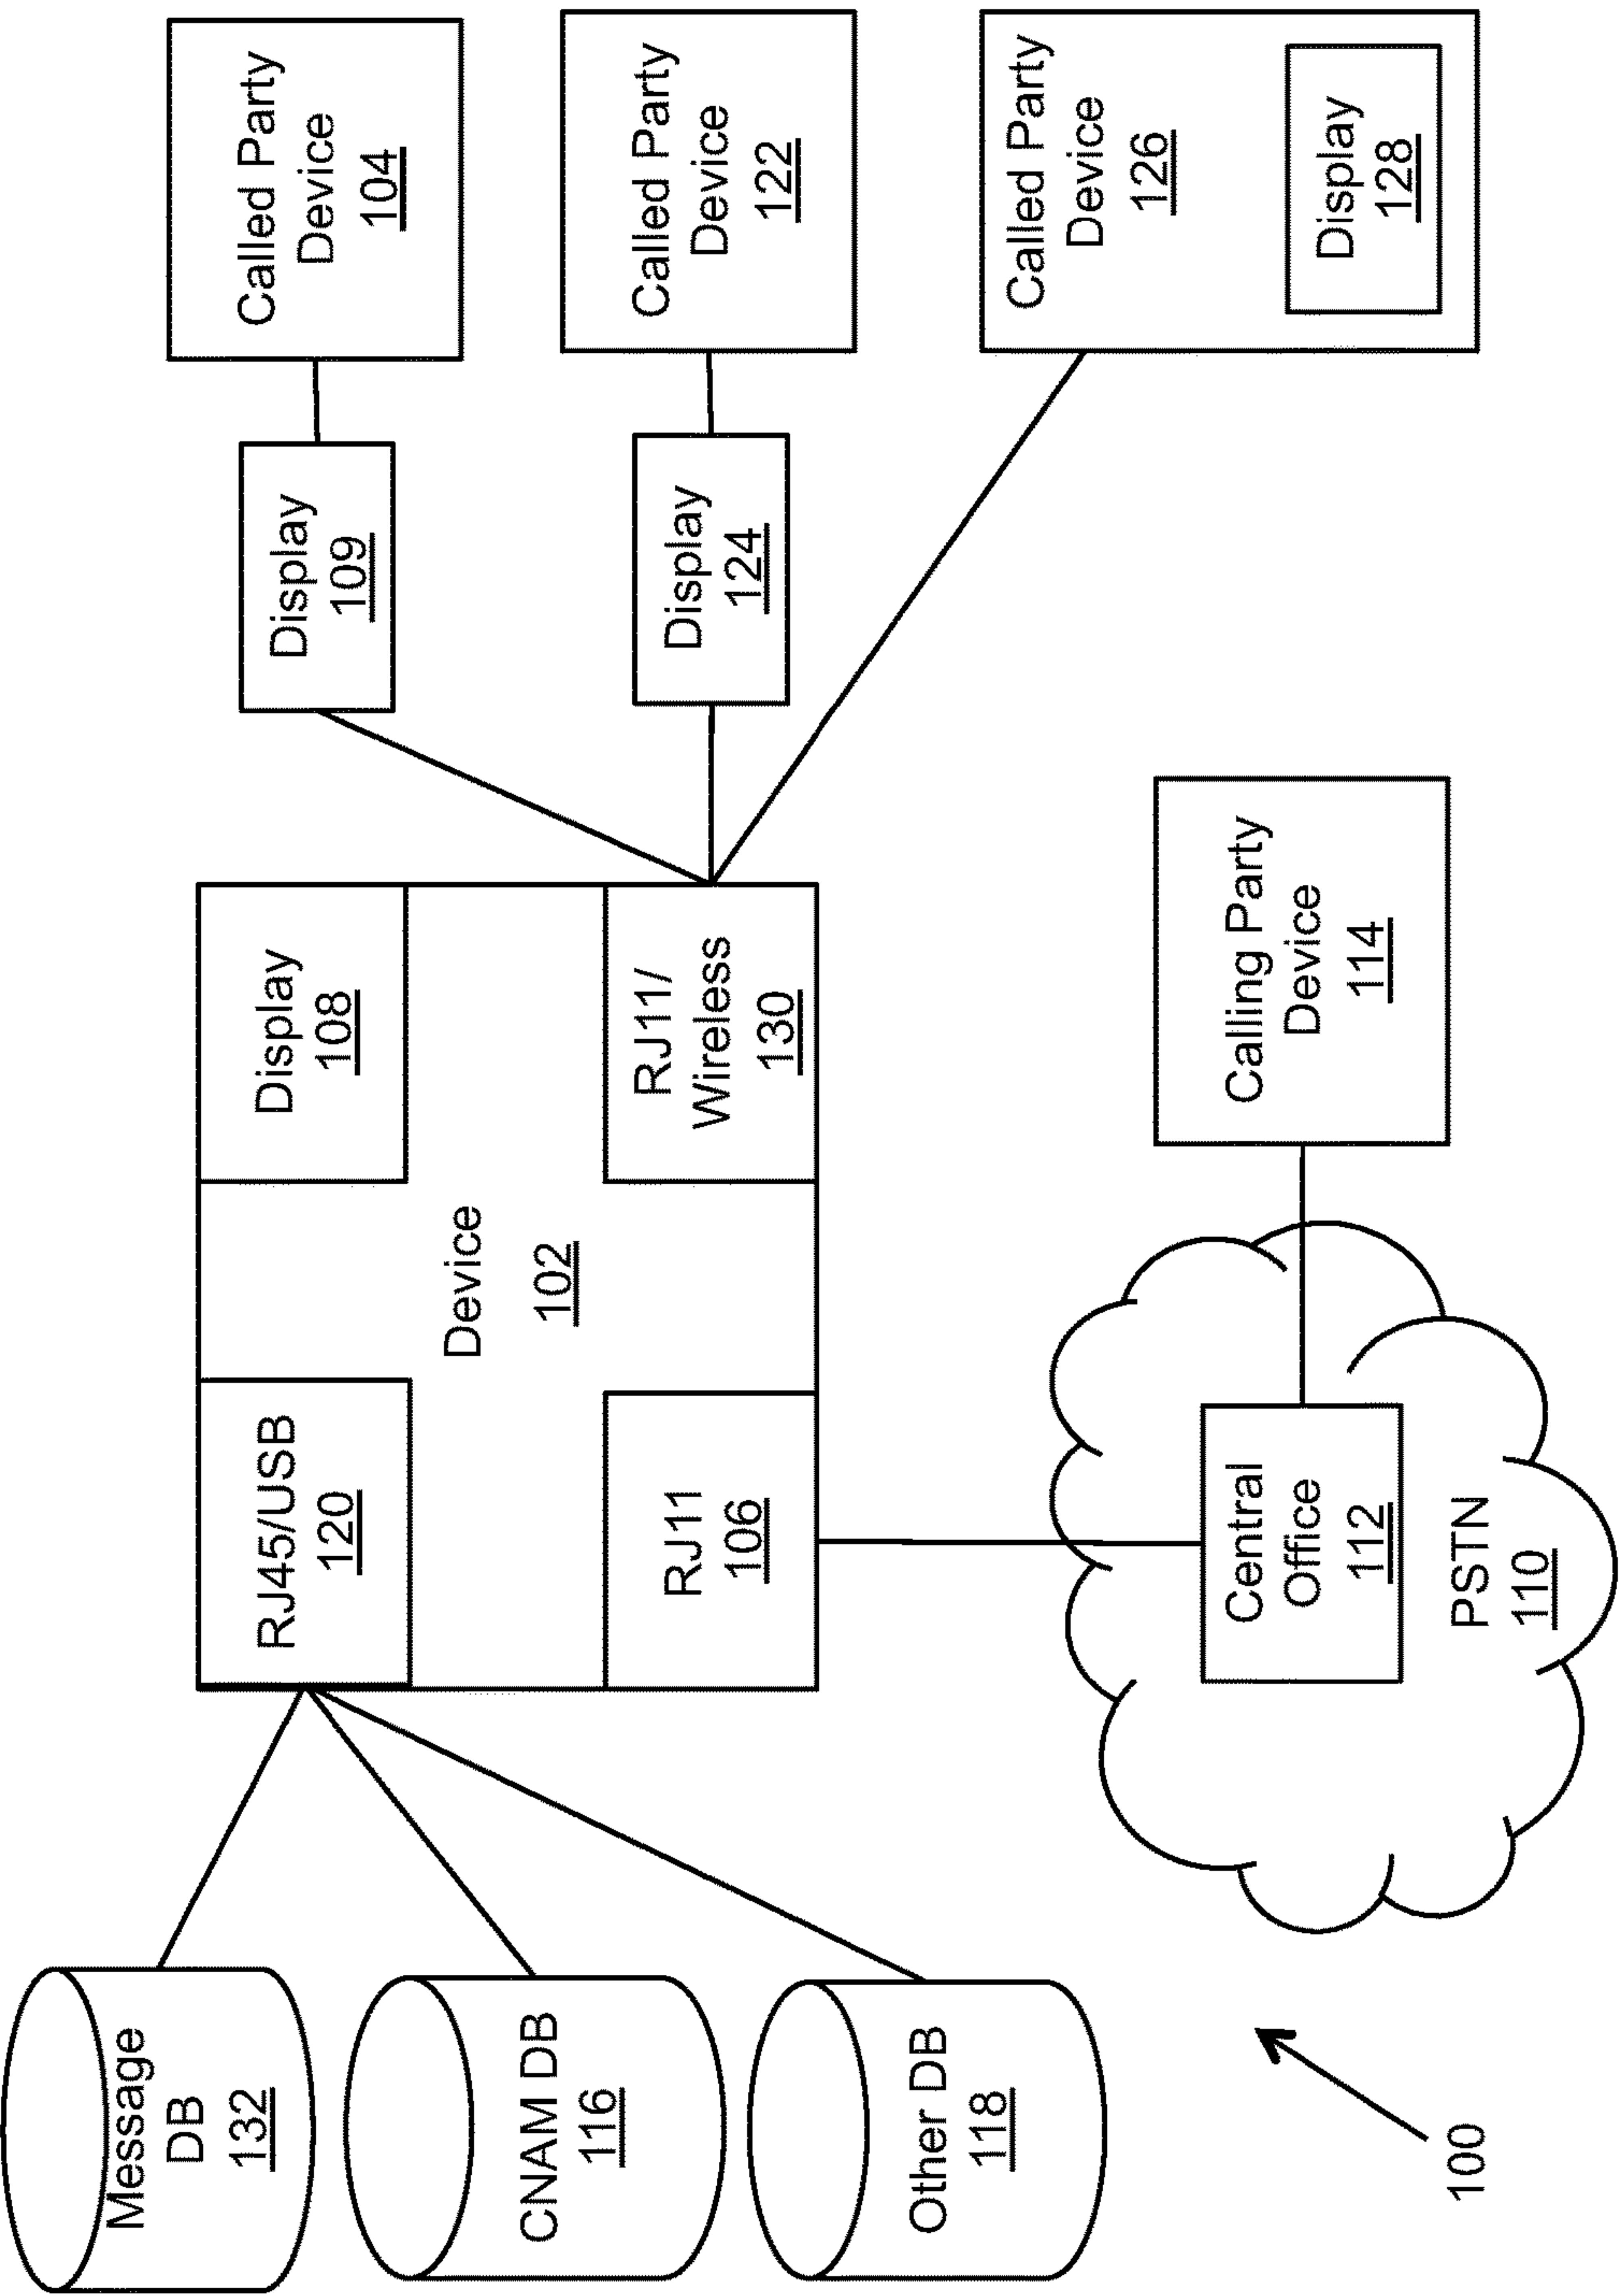 Message
DB
132
CNAM DB
116
Other DB
118
100
RJ45/USB
120
Display
108
Device
102
RJ11
106
RJ11/
Wireless
130
Central
Office
112
PSTN
110
Calling Party
Device
114
Display
109
Display
124
Called Party
Device
104
Called Party
Device
122
Called Party
Device
126
Display
128